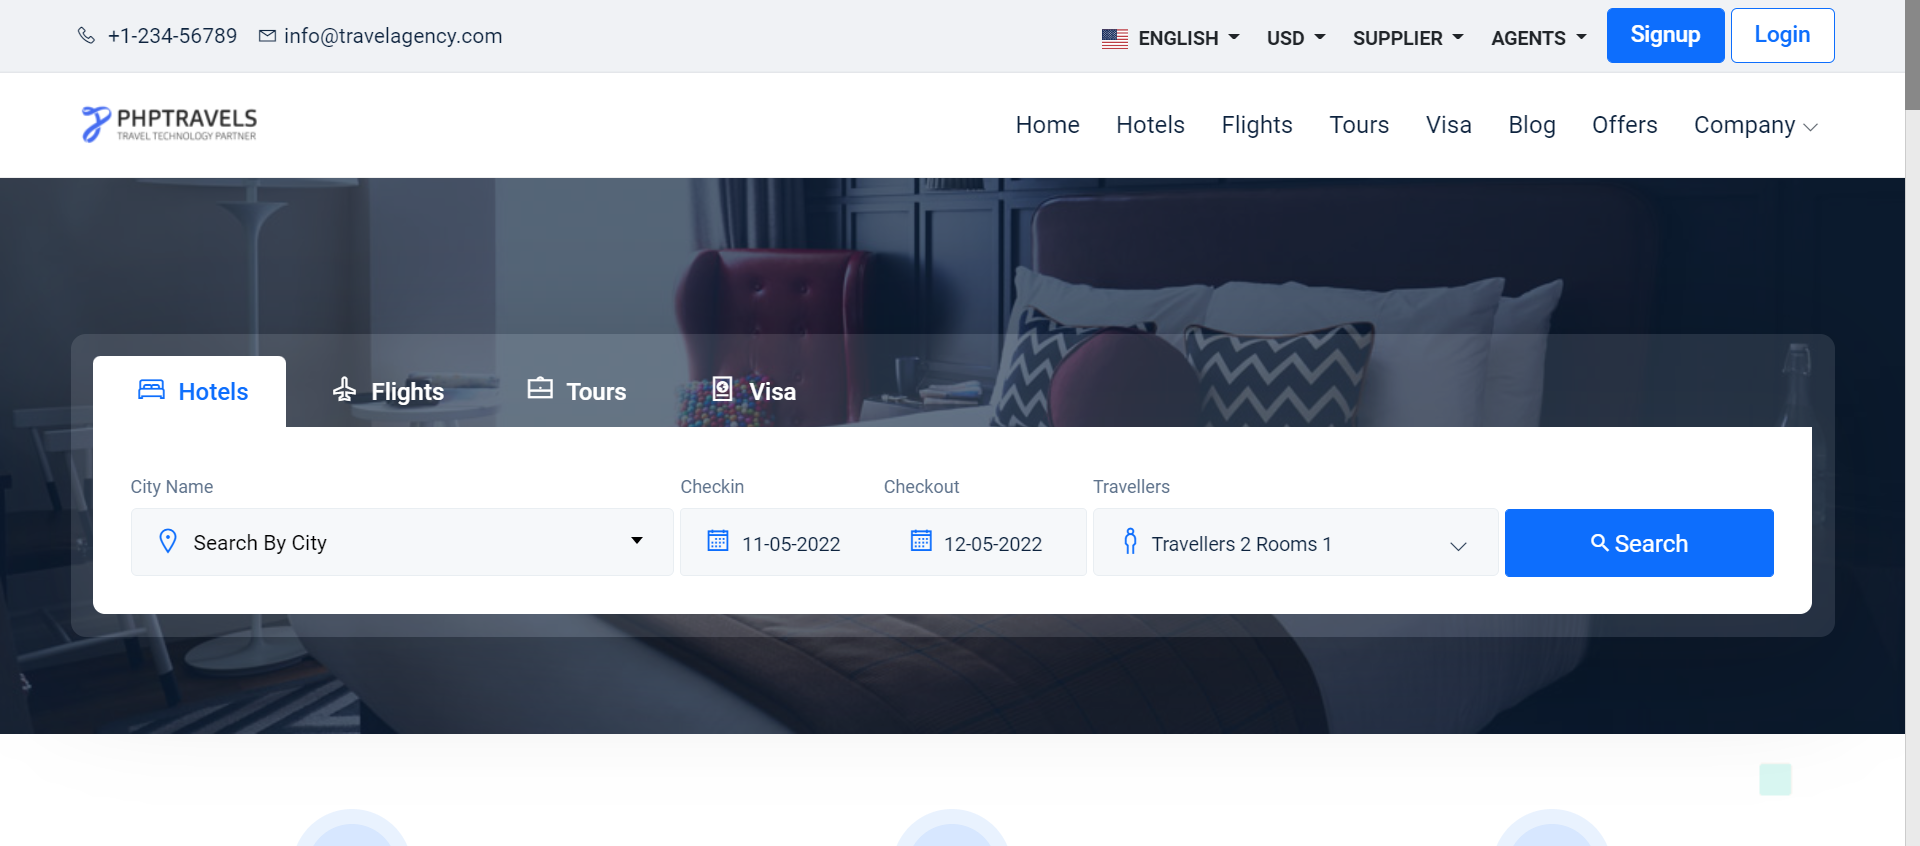 +1-234-56789 info@travelagency.com ENGLISH USD SUPPLIER AGENTS Signup Login
PHPTRAVELS
TRAVEL TECHNOLOGY PARTNER
Home Hotels Flights Tours Visa Blog Offers Company
Hotels Flights Tours Visa
City Name Checkin Checkout Travellers
Search By City 11-05-2022 12-05-2022 Travellers 2 Rooms 1 Search